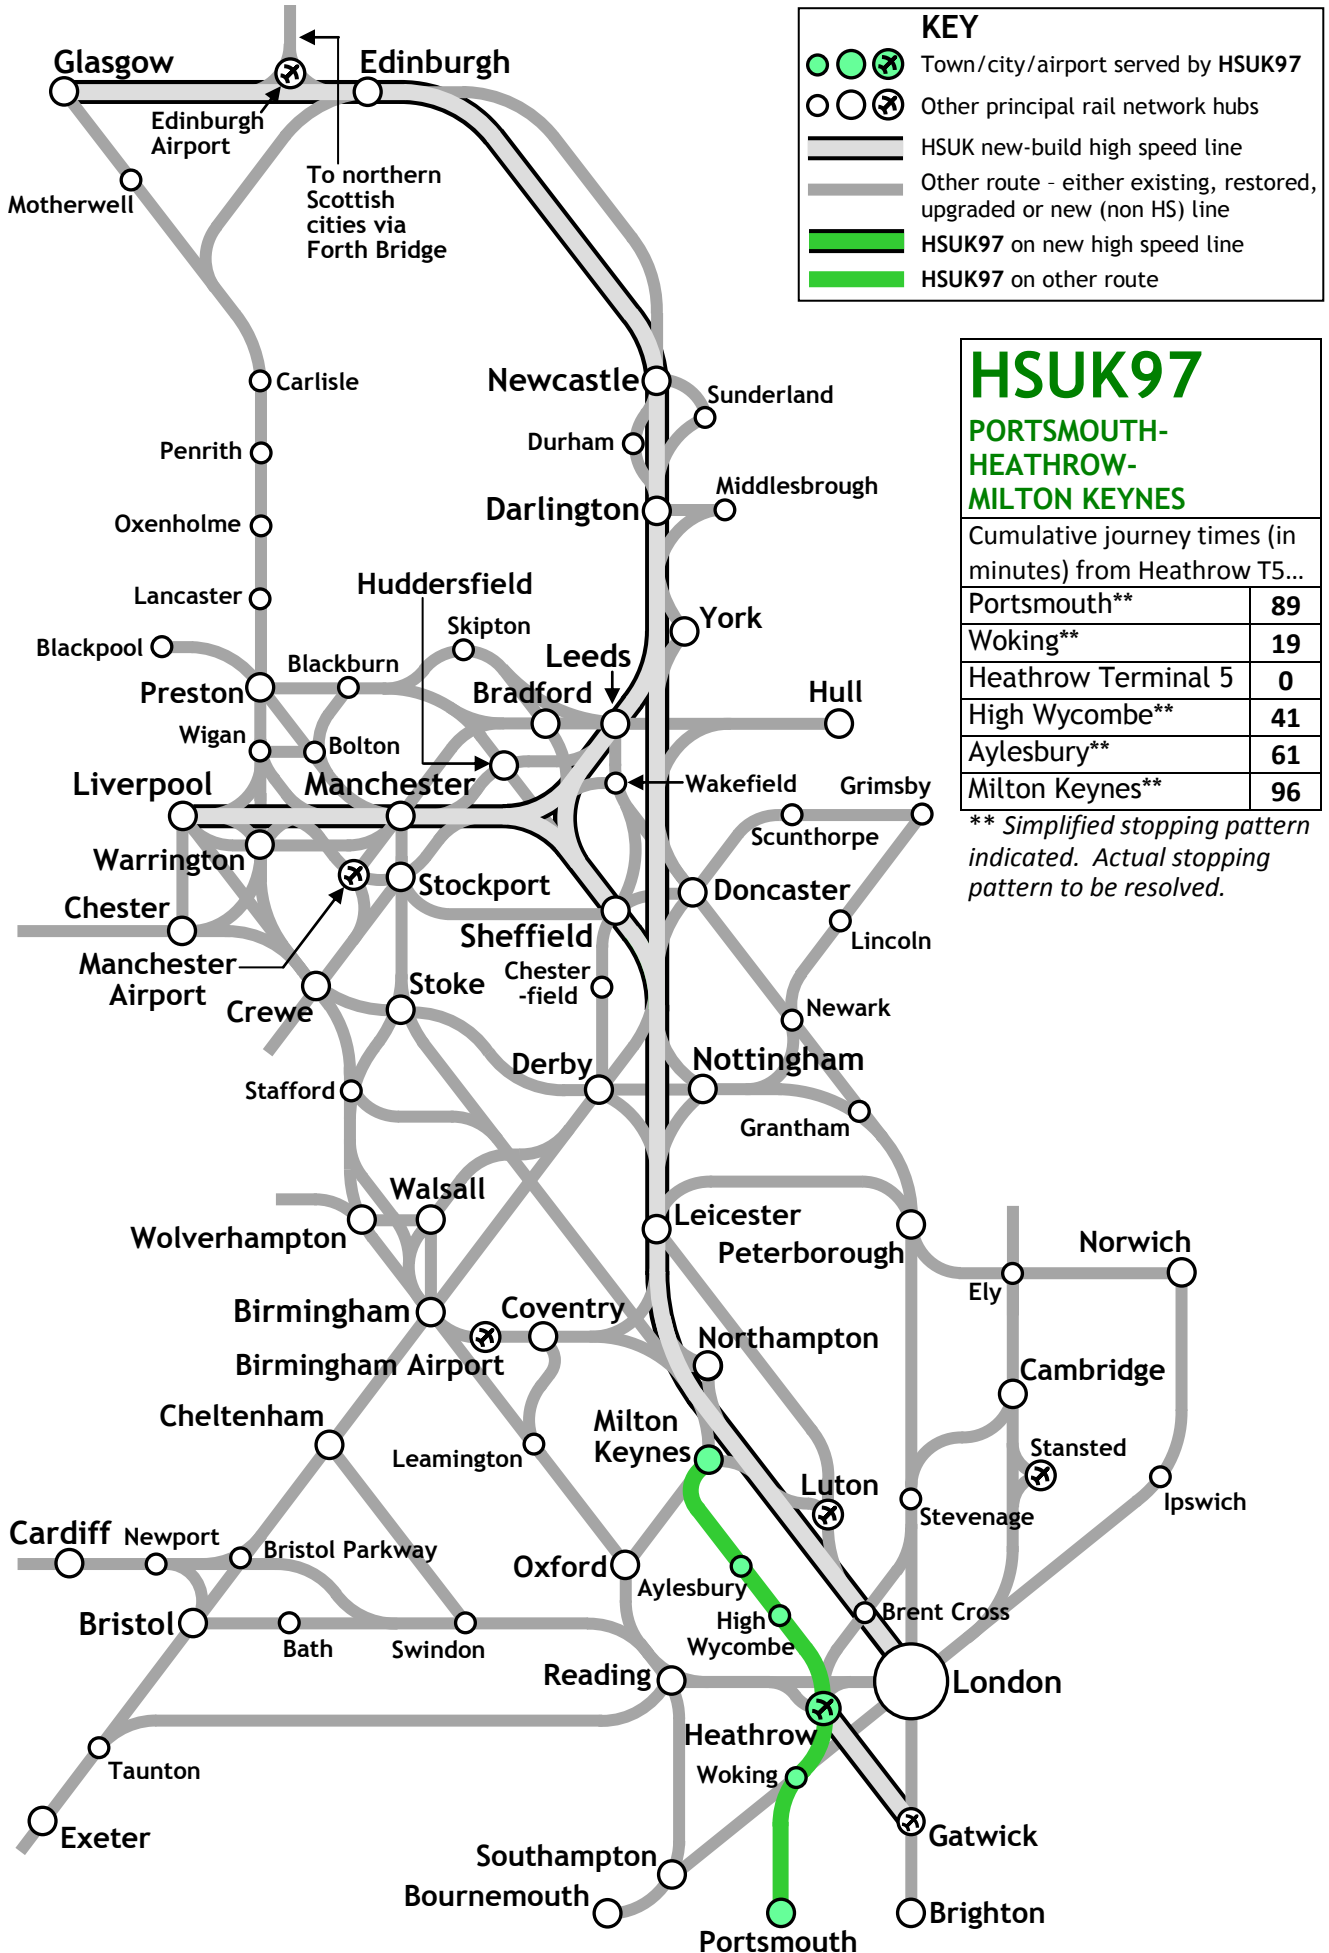 KEY
Town/city/airport served by HSUK97
Other principal rail network hubs
HSUK new-build high speed line
Other route - either existing, restored,
upgraded or new (non HS) line
HSUK97 on new high speed line
HSUK97 on other route
HSUK97
PORTSMOUTH-
HEATHROW-
MILTON KEYNES
Cumulative journey times (in
minutes) from Heathrow T5...
Portsmouth** 89
Woking** 19
Heathrow Terminal 5 0
High Wycombe** 41
Aylesbury** 61
Milton Keynes** 96
** Simplified stopping pattern
indicated. Actual stopping
pattern to be resolved.
Glasgow
Edinburgh
Edinburgh
Airport
To northern
Scottish
cities via
Forth Bridge
Motherwell
Carlisle
Newcastle
Sunderland
Durham
Penrith
Middlesbrough
Darlington
Oxenholme
Huddersfield
Lancaster
Skipton
York
Blackpool
Blackburn
Leeds
Preston
Bradford
Hull
Wigan
Bolton
Liverpool
Manchester
Wakefield
Grimsby
Scunthorpe
Warrington
Stockport
Doncaster
Chester
Sheffield
Lincoln
Manchester
Airport
Chester
-field
Stoke
Crewe
Newark
Derby
Nottingham
Stafford
Grantham
Walsall
Leicester
Wolverhampton
Peterborough
Norwich
Ely
Birmingham
Coventry
Northampton
Birmingham Airport
Cambridge
Cheltenham
Milton
Keynes
Leamington
Stansted
Luton
Ipswich
Stevenage
Cardiff
Newport
Bristol Parkway
Oxford
Aylesbury
Bristol
High
Wycombe
Brent Cross
Bath
Swindon
Reading
London
Heathrow
Taunton
Woking
Exeter
Gatwick
Southampton
Bournemouth
Brighton
Portsmouth